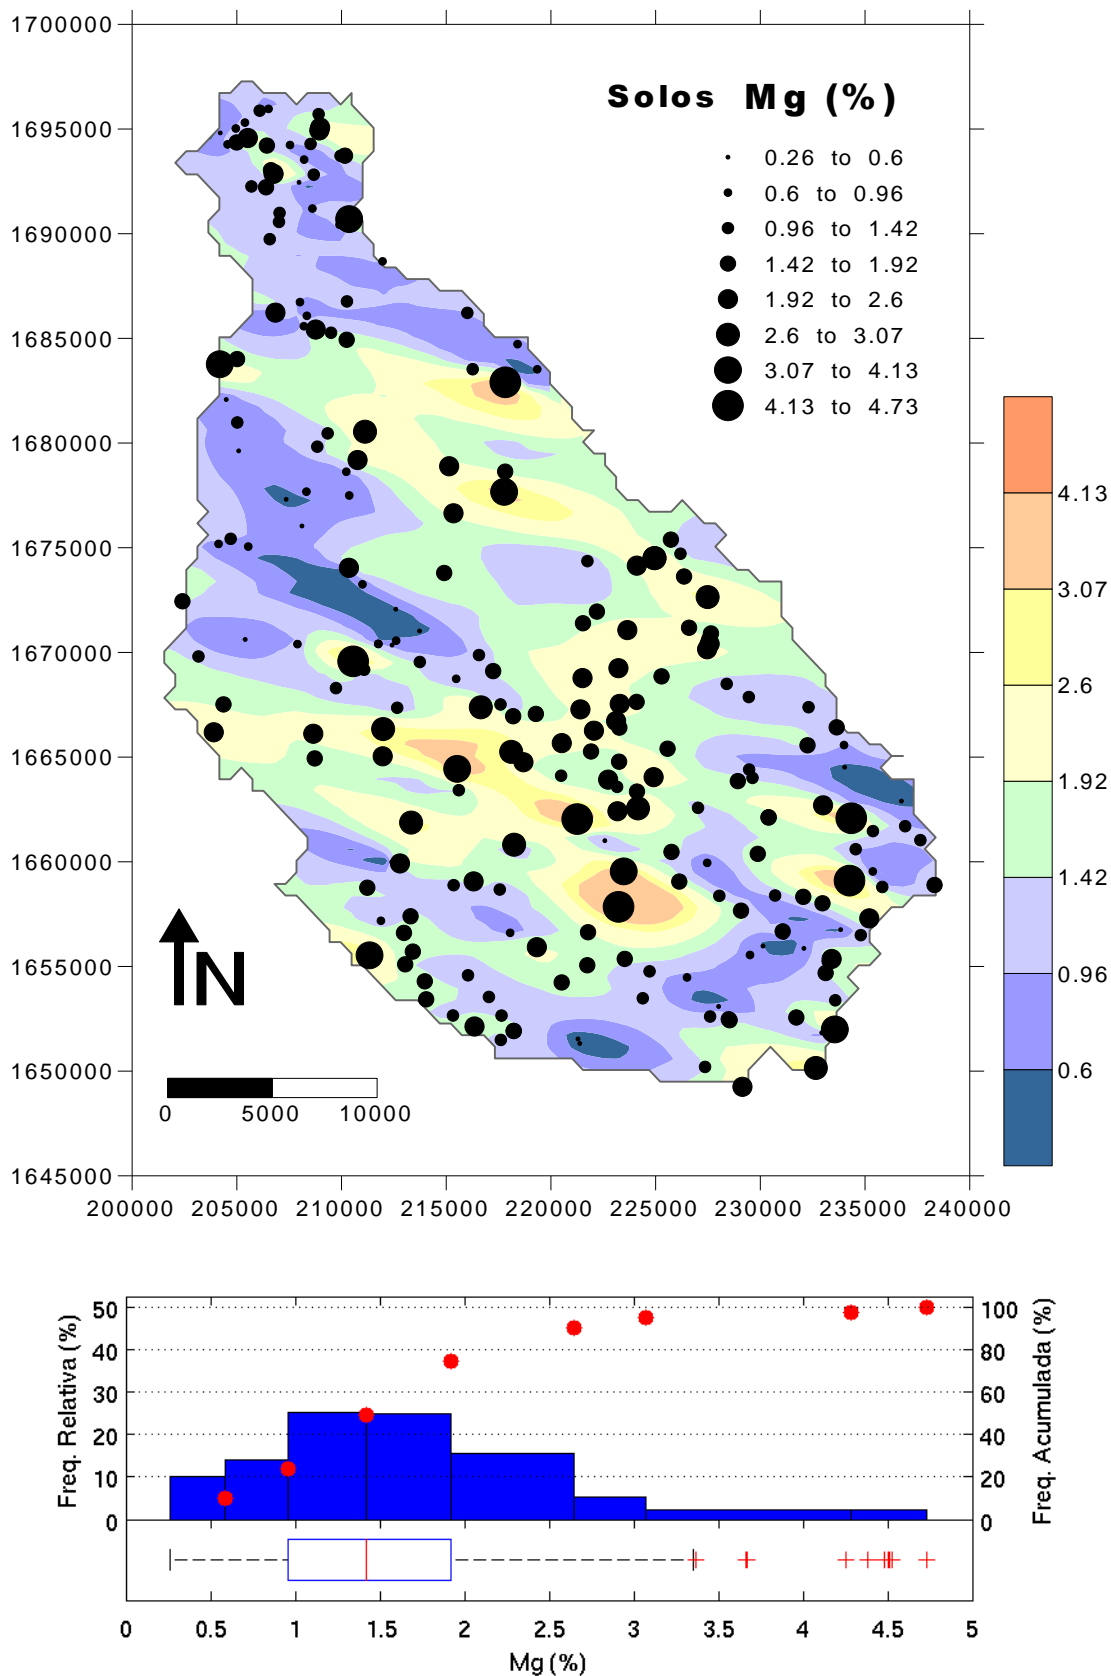 1700000
Solos Mg (%)
1695000
0.26 to 0.6
0.6 to 0.96
1690000
0.96 to 1.42
1.42 to 1.92
1.92 to 2.6
1685000
2.6 to 3.07
3.07 to 4.13
4.13 to 4.73
1680000
4.13
1675000
3.07
1670000
2.6
1665000
1.92
1660000
1.42
1655000
N
0.96
1650000
0.6
0 5000 10000
1645000
200000 205000 210000 215000 220000 225000 230000 235000 240000
50
40
30
20
10
0
Freq. Relativa (%)
100
80
60
40
20
0
Freq. Acumulada (%)
0 0.5 1 1.5 2 2.5 3 3.5 4 4.5 5
Mg (%)